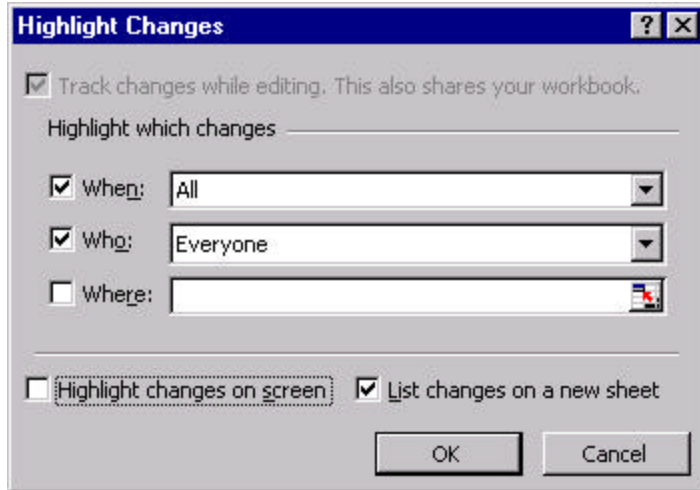 Highlight Changes
Track changes while editing. This also shares your workbook.
Highlight which changes
When: All
Who: Everyone
Where:
Highlight changes on screen List changes on a new sheet
OK Cancel